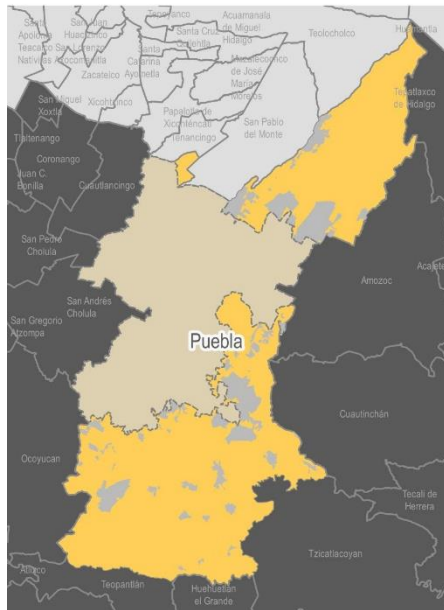 Tepeyanco
Acuamanala
de Miguel
Hidalgo
Teolocholco
Huamantla
Santa
Apolonia
Teacalco
San Juan
Huactzinco
Santa Cruz
Quilehtla
Nativitas
San Lorenzo
Axocomanitla
Zacatelco
Santa
Catarina
Ayometla
Mazatecochco
de José
María
Morelos
Tepatlaxco
de Hidalgo
San Miguel
Xoxtla
Xicohtzinco
Papalotla de
Xicohténcatl
Tenancingo
San Pablo
del Monte
Tlaltenango
Coronango
Juan C.
Bonilla
Cuautlancingo
San Pedro
Cholula
Acajete
Amozoc
San Andrés
Cholula
San Gregorio
Atzompa
Puebla
Cuautinchán
Ocoyucan
Tecali de
Herrera
Tzicatlacoyan
Atlixco
Teopantlán
Huehuetlán
el Grande